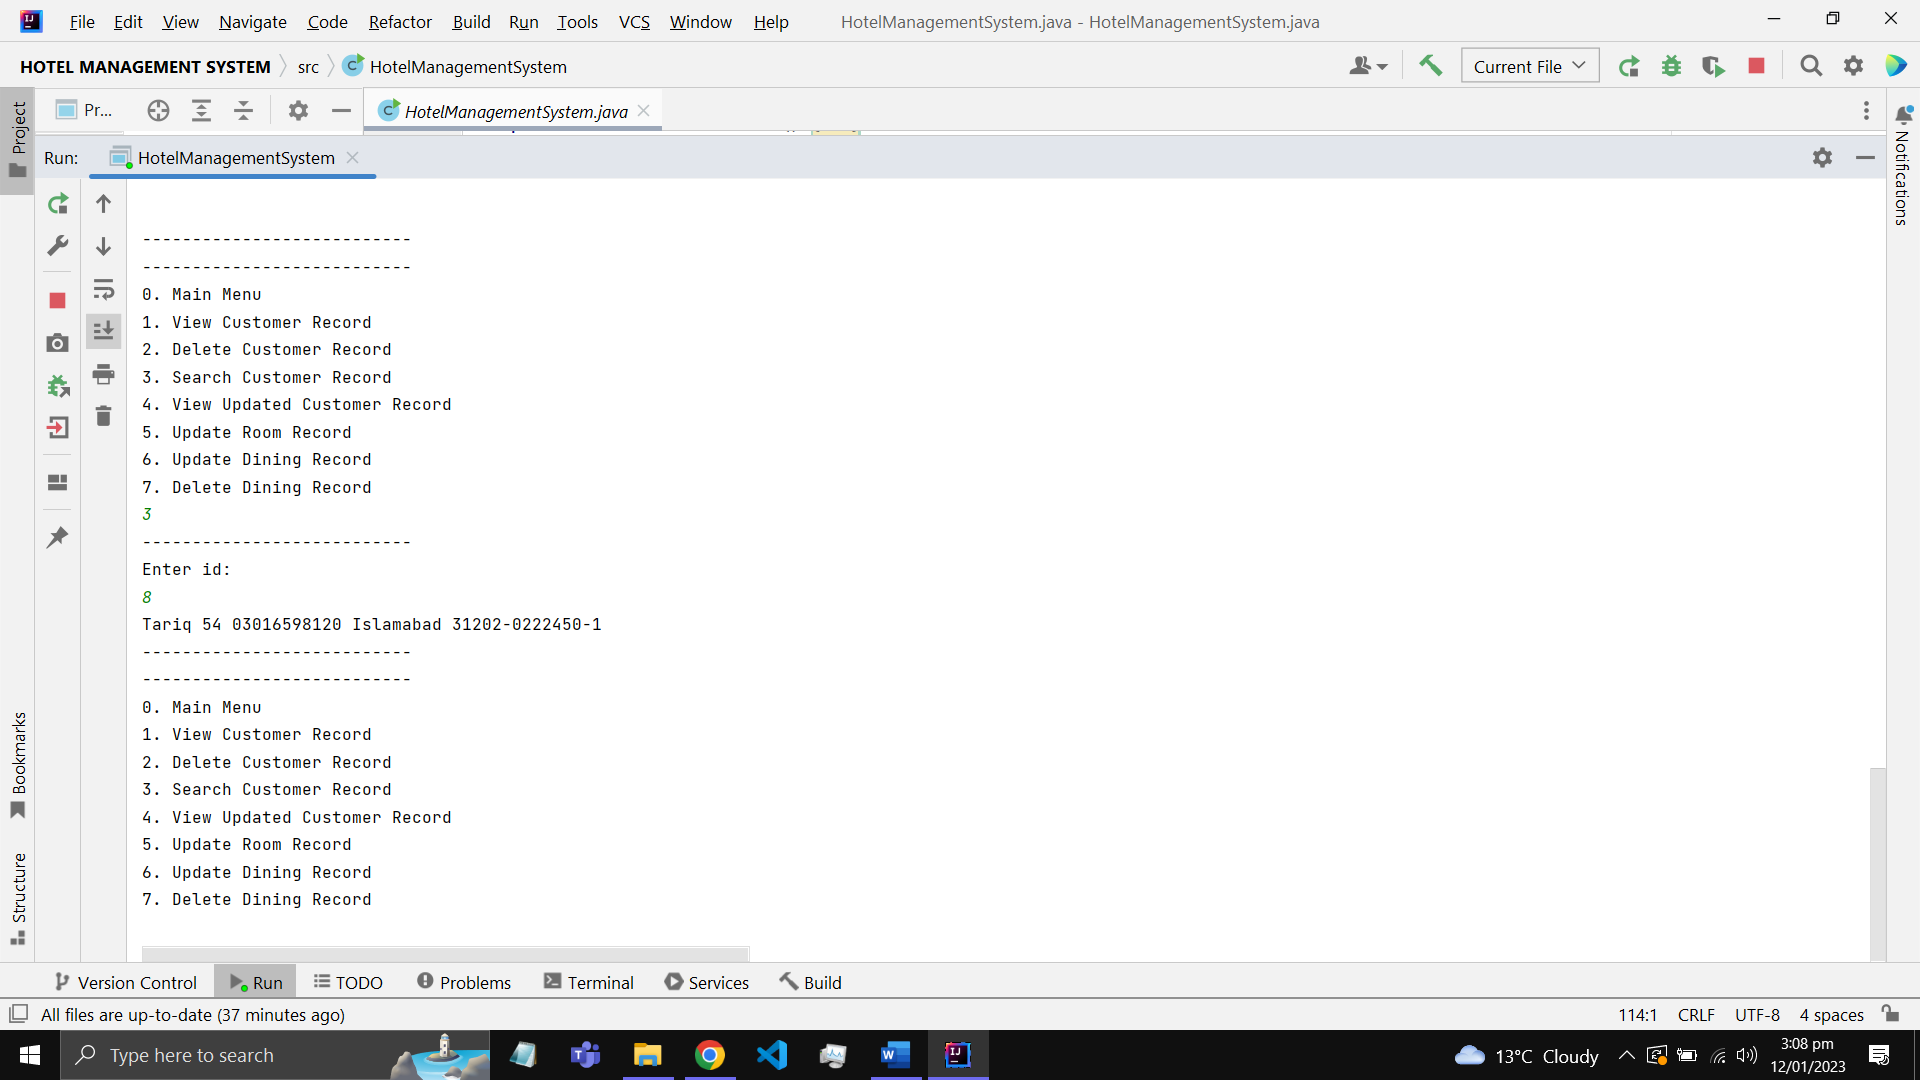 File Edit View Navigate Code Refactor Build Run Tools VCS Window Help HotelManagementSystem.java - HotelManagementSystem.java
HOTEL MANAGEMENT SYSTEM src HotelManagementSystem Current File
Project
Pr... HotelManagementSystem.java
Notifications
Run: HotelManagementSystem
---------------------------
---------------------------
0. Main Menu
1. View Customer Record
2. Delete Customer Record
3. Search Customer Record
4. View Updated Customer Record
5. Update Room Record
6. Update Dining Record
7. Delete Dining Record
3
---------------------------
Enter id:
8
Tariq 54 03016598120 Islamabad 31202-0222450-1
---------------------------
---------------------------
0. Main Menu
1. View Customer Record
2. Delete Customer Record
3. Search Customer Record
4. View Updated Customer Record
5. Update Room Record
6. Update Dining Record
7. Delete Dining Record
Bookmarks
Structure
Version Control Run TODO Problems Terminal Services Build
All files are up-to-date (37 minutes ago) 114:1 CRLF UTF-8 4 spaces
Type here to search 13°C Cloudy 3:08 pm
12/01/2023